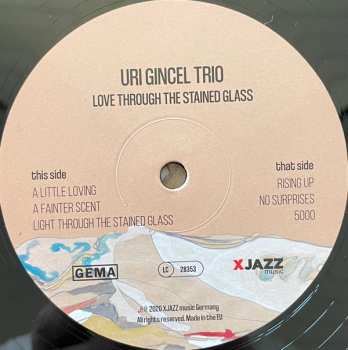 URI GINCEL TRIO
LOVE THROUGH THE STAINED GLASS
this side
A LITTLE LOVING
A FAINTER SCENT
LIGHT THROUGH THE STAINED GLASS
that side
RISING UP
NO SURPRISES
5000
GEMA
LC 28353
XJAZZ
music
2020 XJAZZ music Germany
All rights reserved. Made in the EU